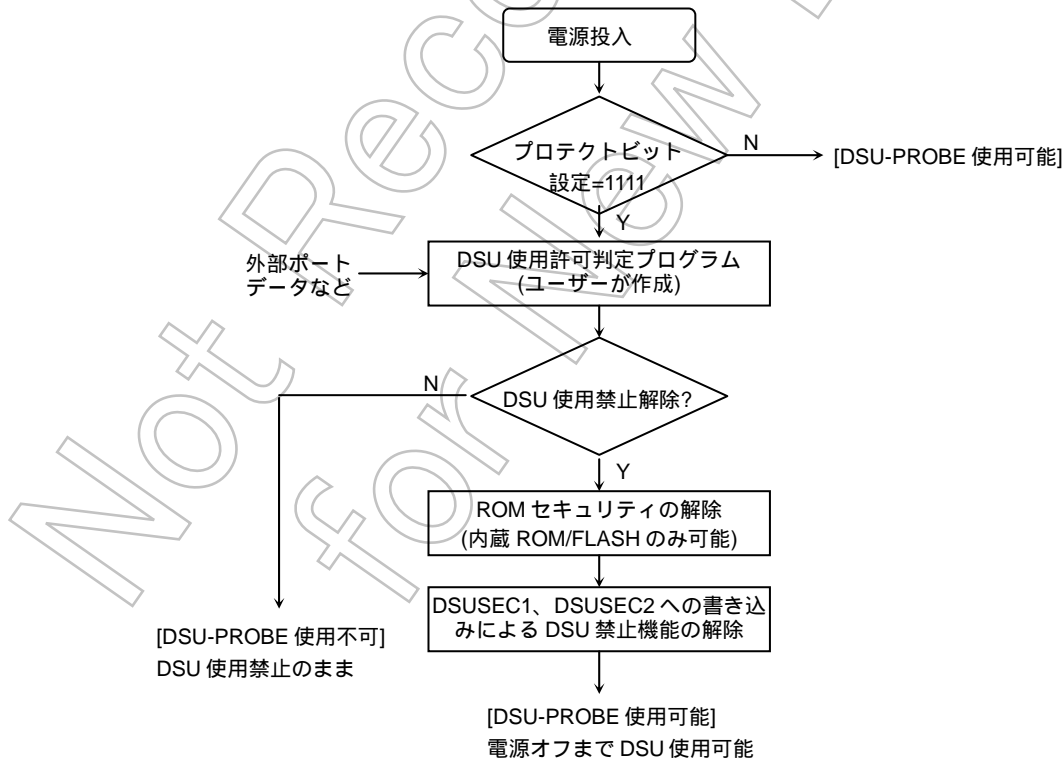 電源投入
プロテクトビット
設定=1111
N
[DSU-PROBE 使用可能]
Y
外部ポート
データなど
DSU 使用許可判定プログラム
(ユーザーが作成)
N
DSU 使用禁止解除?
Y
ROM セキュリティの解除
(内蔵 ROM/FLASH のみ可能)
DSUSEC1、DSUSEC2 への書き込
みによる DSU 禁止機能の解除
[DSU-PROBE 使用不可]
DSU 使用禁止のまま
[DSU-PROBE 使用可能]
電源オフまで DSU 使用可能
Not Reco
for New